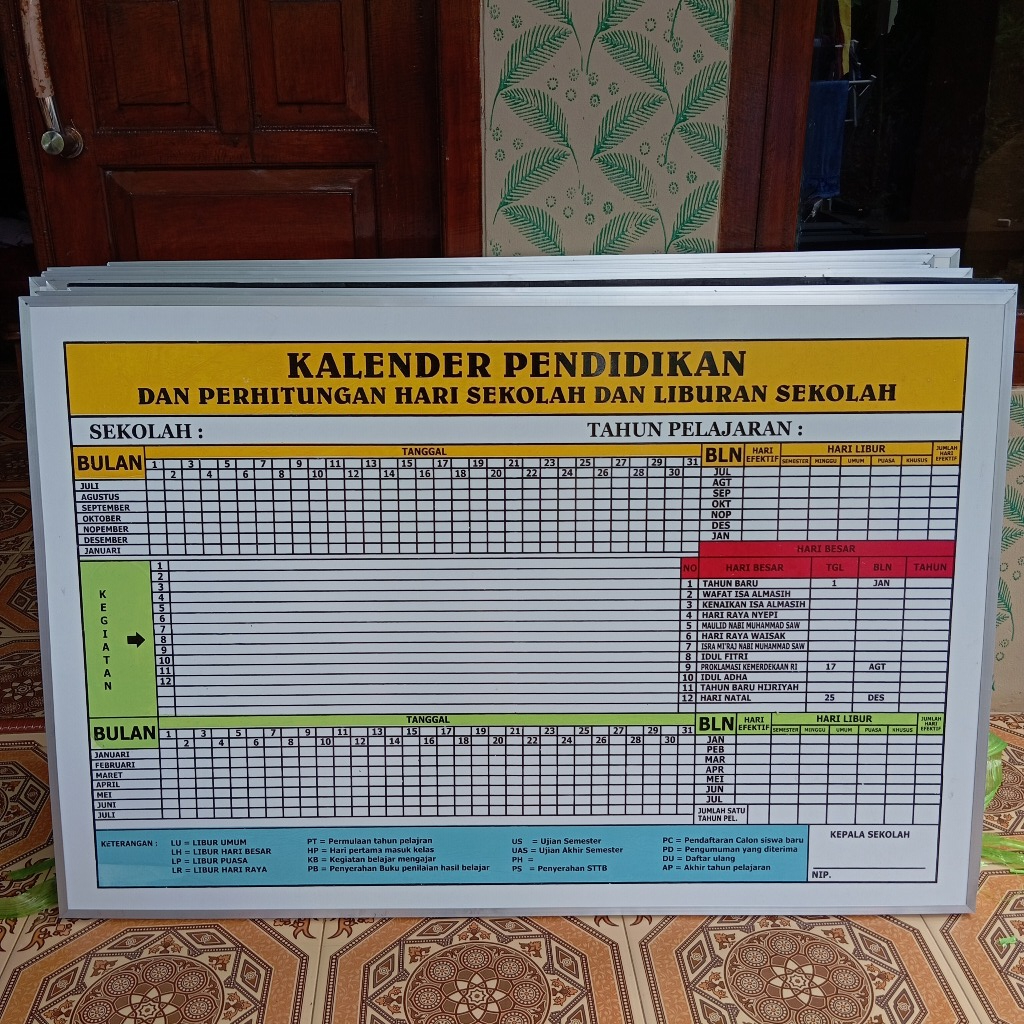 KALENDER PENDIDIKAN
DAN PERHITUNGAN HARI SEKOLAH DAN LIBURAN SEKOLAH
SEKOLAH : TAHUN PELAJARAN :
BULAN TANGGAL BLN HARI EFEKTIF HARI LIBUR JUMLAH HARI EFEKTIF
1 3 5 7 9 11 13 15 17 19 21 23 25 27 29 31 SEMESTER MINGGU UMUM PUASA KHUSUS
2 4 6 8 10 12 14 16 18 20 22 24 26 28 30
JULI JUL
AGUSTUS AGT
SEPTEMBER SEP
OKTOBER OKT
NOPEMBER NOP
DESEMBER DES
JANUARI JAN
HARI BESAR
KEGIATAN
1
2
3
4
5
6
7
8
9
10
11
12
NO HARI BESAR TGL BLN TAHUN
1 TAHUN BARU 1 JAN
2 WAFAT ISA ALMASIH
3 KENAIKAN ISA ALMASIH
4 HARI RAYA NYEPI
5 MAULID NABI MUHAMMAD SAW
6 HARI RAYA WAISAK
7 ISRA MI'RAJ NABI MUHAMMAD SAW
8 IDUL FITRI
9 PROKLAMASI KEMERDEKAAN RI 17 AGT
10 IDUL ADHA
11 TAHUN BARU HIJRIYAH
12 HARI NATAL 25 DES
BULAN TANGGAL BLN HARI EFEKTIF HARI LIBUR JUMLAH HARI EFEKTIF
1 3 5 7 9 11 13 15 17 19 21 23 25 27 29 31 SEMESTER MINGGU UMUM PUASA KHUSUS
2 4 6 8 10 12 14 16 18 20 22 24 26 28 30
JANUARI JAN
FEBRUARI PEB
MARET MAR
APRIL APR
MEI MEI
JUNI JUN
JULI JUL
JUMLAH SATU
TAHUN PEL.
KETERANGAN : LU = LIBUR UMUM PT = Permulaan tahun pelajran US = Ujian Semester PC = Pendaftaran Calon siswa baru
LH = LIBUR HARI BESAR HP = Hari pertama masuk kelas UAS = Ujian Akhir Semester PD = Pengumuman yang diterima
LP = LIBUR PUASA KB = Kegiatan belajar mengajar PH = DU = Daftar ulang
LR = LIBUR HARI RAYA PB = Penyerahan Buku penilaian hasil belajar PS = Penyerahan STTB AP = Akhir tahun pelajaran
KEPALA SEKOLAH
NIP.